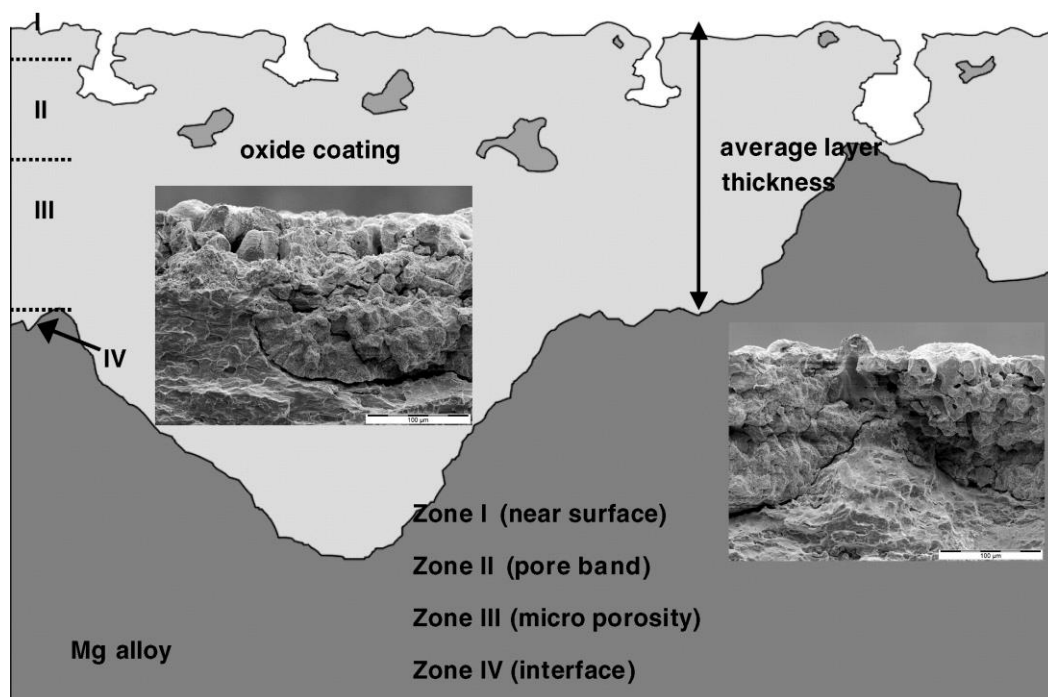 I
II
oxide coating
average layer
thickness
III
IV
100 µm
100 µm
Zone I (near surface)
Zone II (pore band)
Zone III (micro porosity)
Mg alloy
Zone IV (interface)